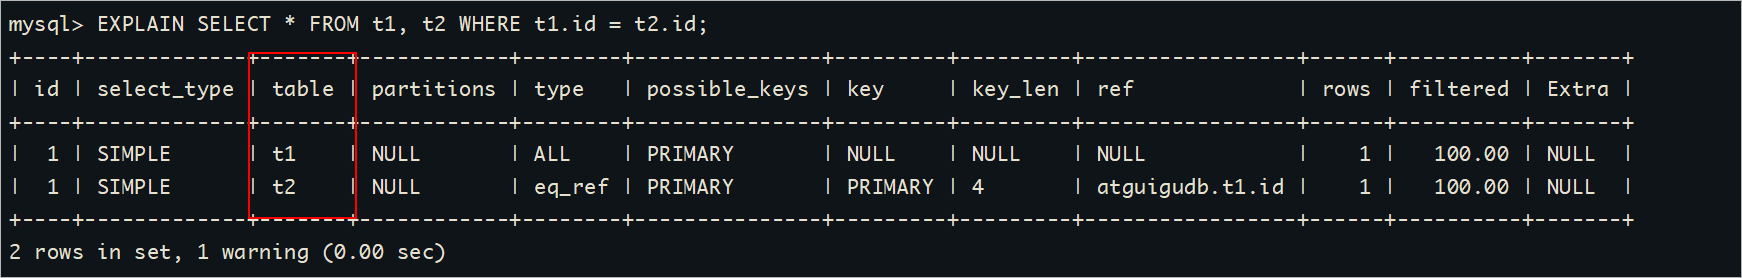 mysql> EXPLAIN SELECT * FROM t1, t2 WHERE t1.id = t2.id;
+----+-------------+-------+------------+--------+---------------+---------+---------+-----------------+------+----------+-------+
| id | select_type | table | partitions | type   | possible_keys | key     | key_len | ref             | rows | filtered | Extra |
+----+-------------+-------+------------+--------+---------------+---------+---------+-----------------+------+----------+-------+
|  1 | SIMPLE      | t1    | NULL       | ALL    | PRIMARY       | NULL    | NULL    | NULL            |    1 |   100.00 | NULL  |
|  1 | SIMPLE      | t2    | NULL       | eq_ref | PRIMARY       | PRIMARY | 4       | atguigudb.t1.id |    1 |   100.00 | NULL  |
+----+-------------+-------+------------+--------+---------------+---------+---------+-----------------+------+----------+-------+
2 rows in set, 1 warning (0.00 sec)